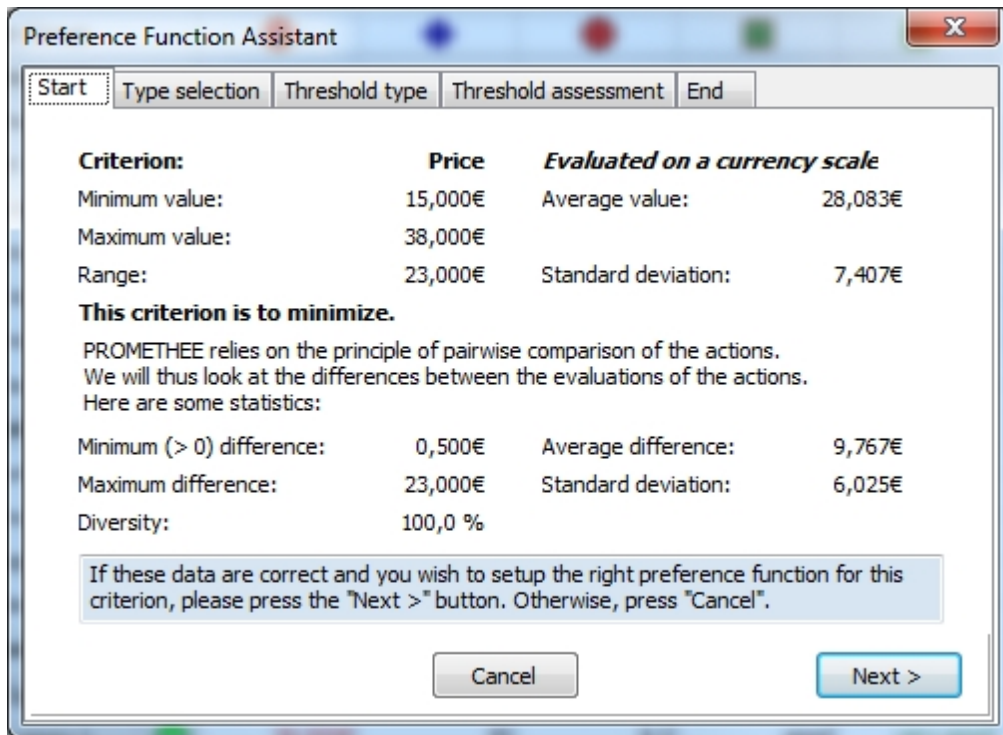 Preference Function Assistant
Start Type selection Threshold type Threshold assessment End
Criterion: Price Evaluated on a currency scale
Minimum value: 15,000€ Average value: 28,083€
Maximum value: 38,000€
Range: 23,000€ Standard deviation: 7,407€
This criterion is to minimize.
PROMETHEE relies on the principle of pairwise comparison of the actions.
We will thus look at the differences between the evaluations of the actions.
Here are some statistics:
Minimum (> 0) difference: 0,500€ Average difference: 9,767€
Maximum difference: 23,000€ Standard deviation: 6,025€
Diversity: 100,0 %
If these data are correct and you wish to setup the right preference function for this
criterion, please press the "Next >" button. Otherwise, press "Cancel".
Cancel Next >